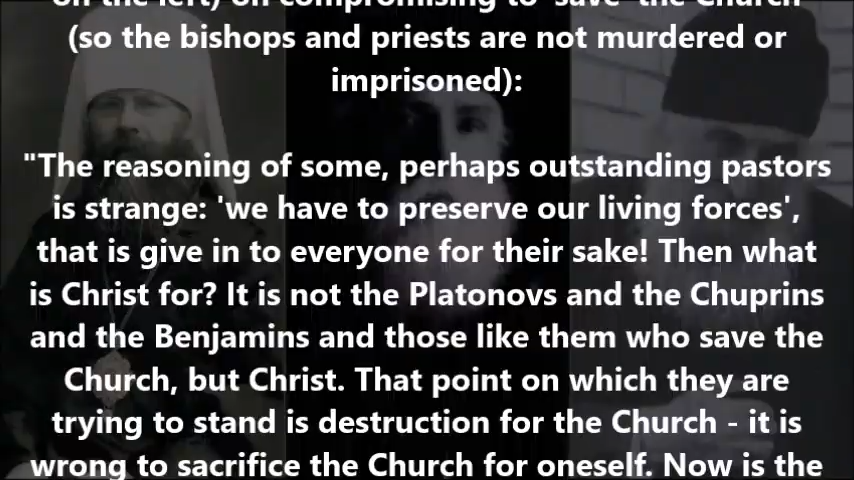 on the left) on compromising to 'save' the Church
(so the bishops and priests are not murdered or
imprisoned):
"The reasoning of some, perhaps outstanding pastors
is strange: 'we have to preserve our living forces',
that is give in to everyone for their sake! Then what
is Christ for? It is not the Platonovs and the Chuprins
and the Benjamins and those like them who save the
Church, but Christ. That point on which they are
trying to stand is destruction for the Church - it is
wrong to sacrifice the Church for oneself. Now is the